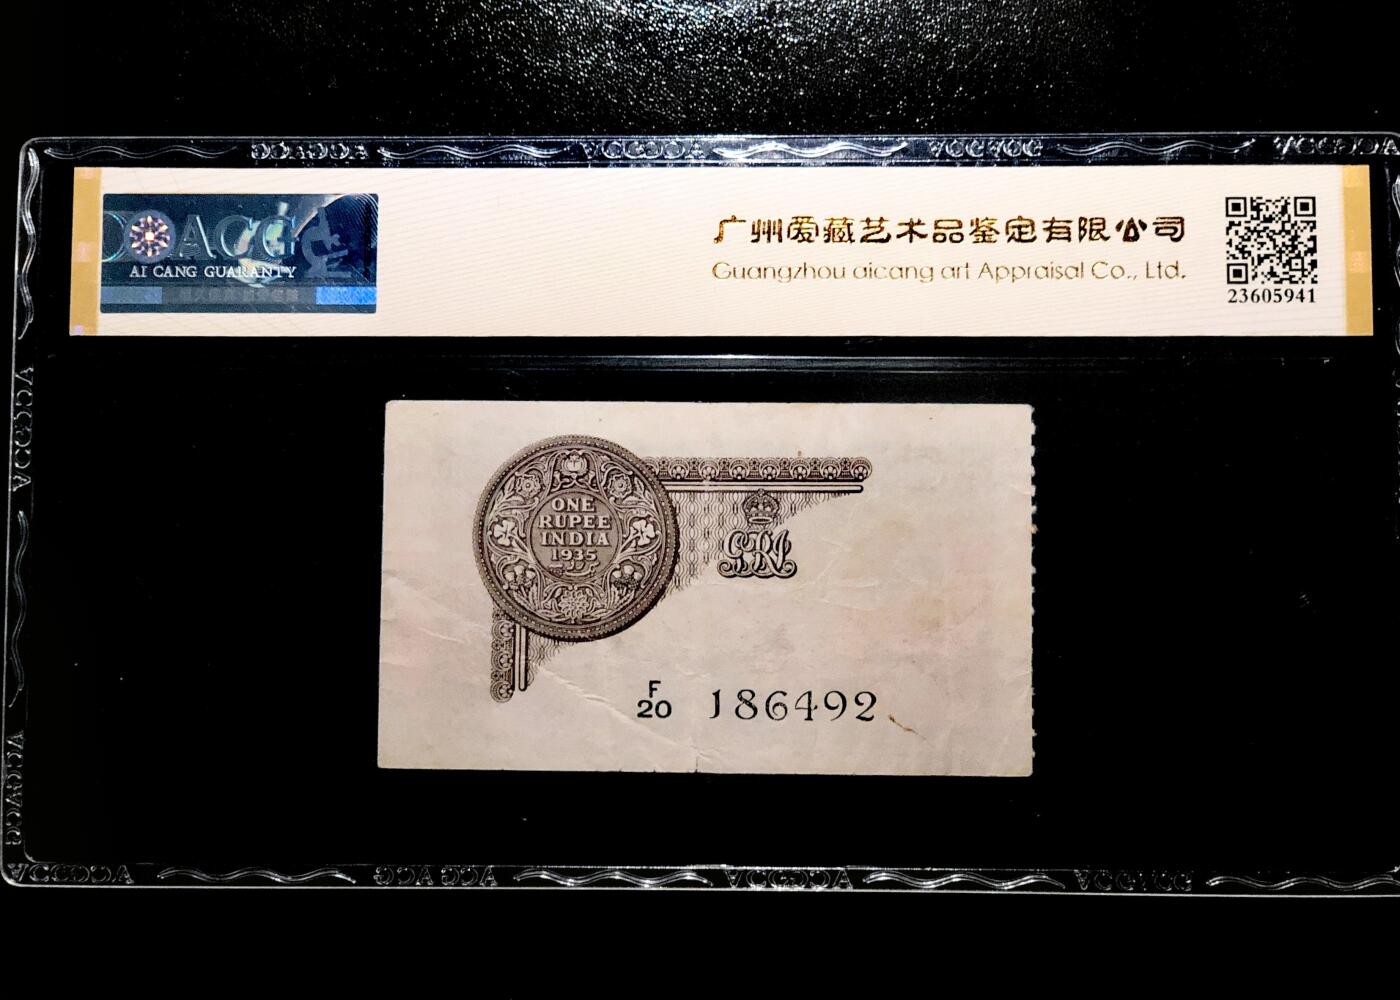 ACG
AI CANG GUARANTY
广州爱藏艺术品鉴定有限公司
Guangzhou aicang art Appraisal Co., Ltd.
23605941
ONE
RUPEE
INDIA
1935
GRI
F
20 186492